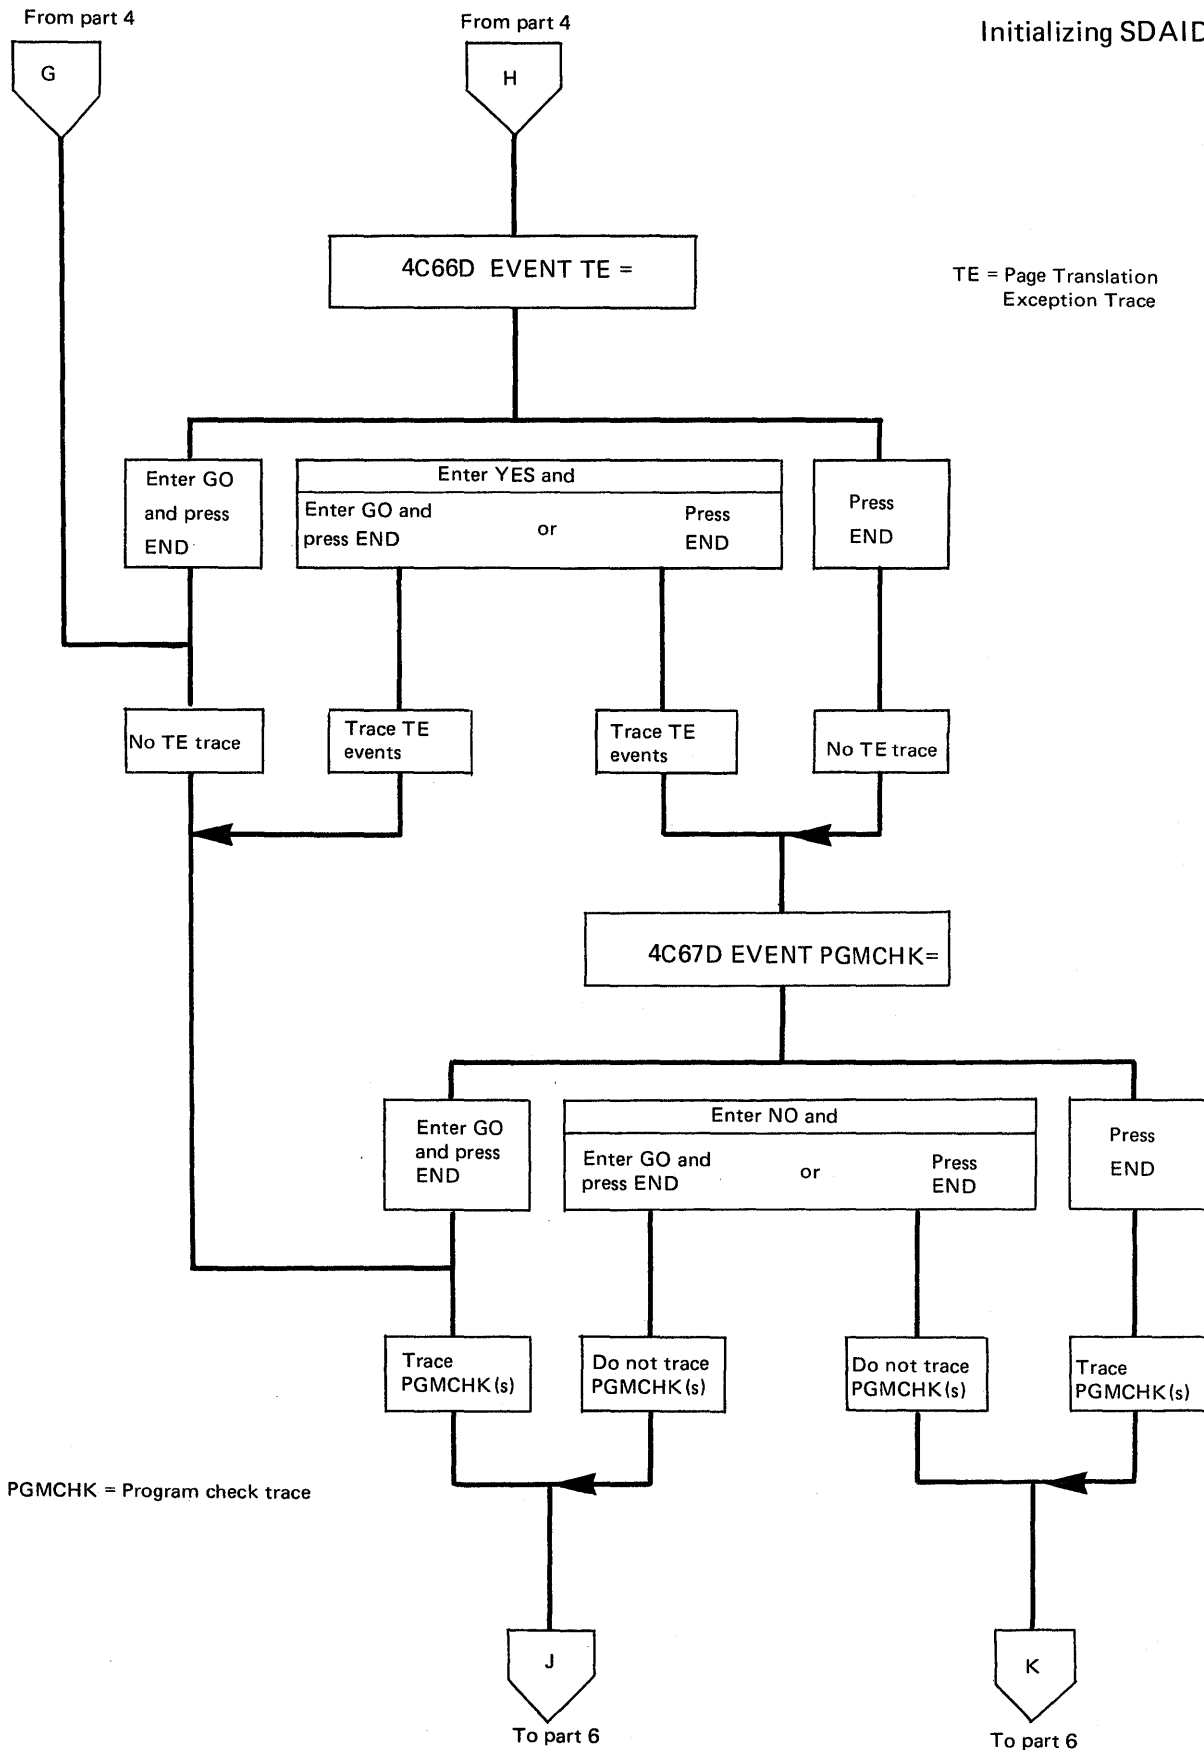 From part 4
From part 4
Initializing SDAID
G
H
4C66D EVENT TE =
TE = Page Translation
Exception Trace
Enter GO
and press
END
Enter YES and
Enter GO and
press END
or
Press
END
Press
END
No TE trace
Trace TE
events
Trace TE
events
No TE trace
4C67D EVENT PGMCHK=
Enter GO
and press
END
Enter NO and
Enter GO and
press END
or
Press
END
Press
END
Trace
PGMCHK(s)
Do not trace
PGMCHK(s)
Do not trace
PGMCHK(s)
Trace
PGMCHK(s)
PGMCHK = Program check trace
J
K
To part 6
To part 6